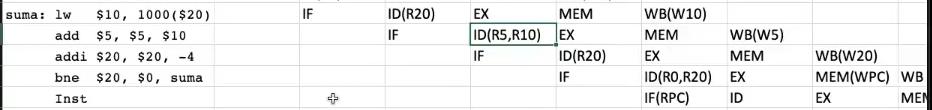 suma: lw $10, 1000($20) IF ID(R20) EX MEM WB(W10)
add $5, $5, $10 IF ID(R5,R10) EX MEM WB(W5)
addi $20, $20, -4 IF ID(R20) EX MEM WB(W20)
bne $20, $0, suma IF ID(R0,R20) EX MEM(WPC) WB
Inst IF(RPC) ID EX MEM